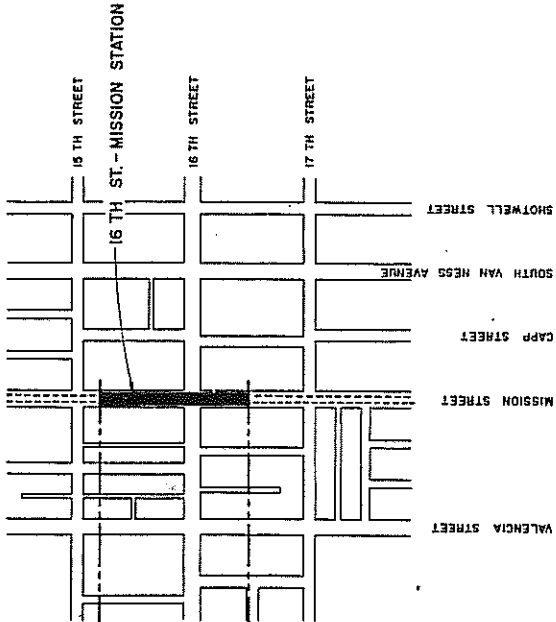 15 TH STREET
16 TH ST.-MISSION STATION
16 TH STREET
17 TH STREET
SHOTWELL STREET
SOUTH VAN NESS AVENUE
CAPP STREET
MISSION STREET
VALENCIA STREET